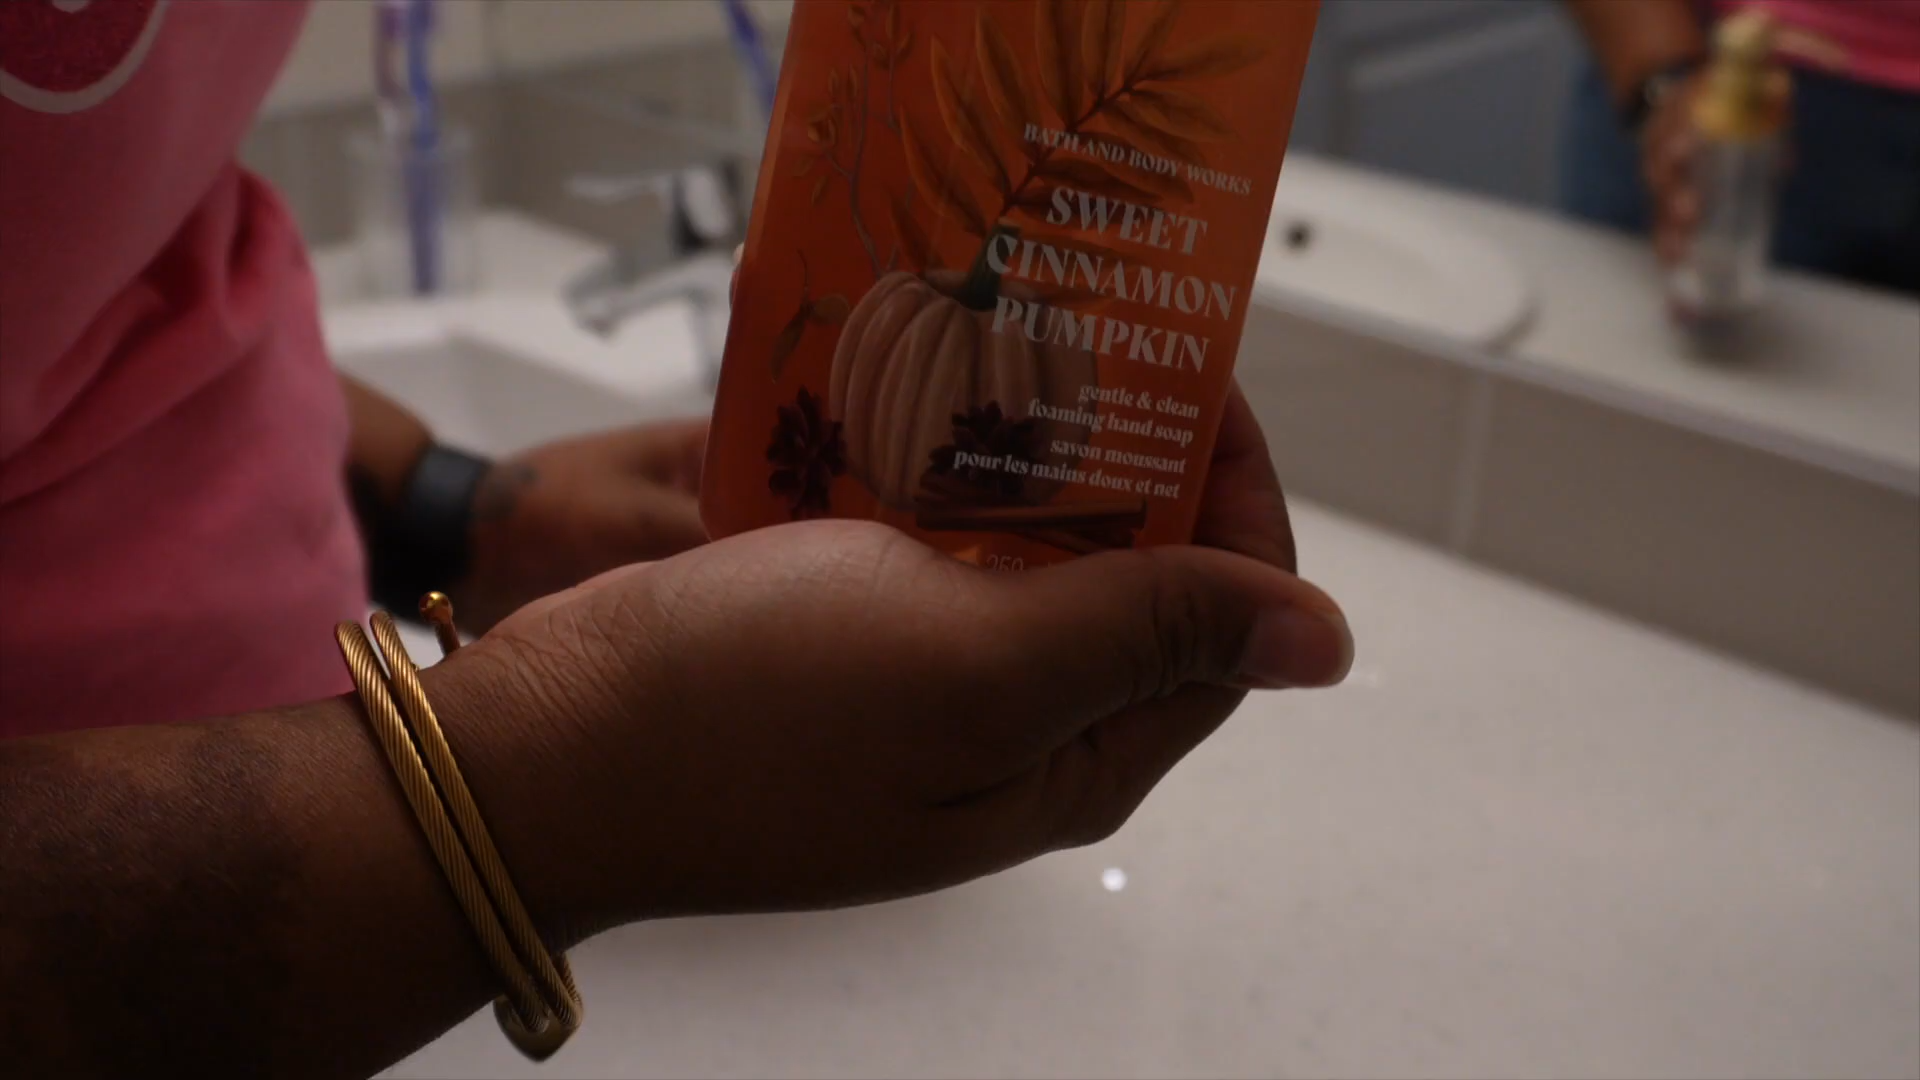 BATH AND BODY WORKS
SWEET
CINNAMON
PUMPKIN
gentle & clean
foaming hand soap
savon moussant
pour les mains doux et net